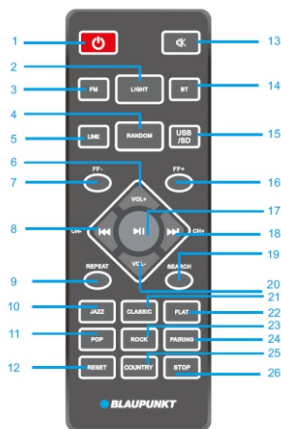 1
13
2
LIGHT
3
FM
BT
14
4
5
LINE
RANDOM
USB
/SD
15
6
7
FF-
FF+
16
VOL+
17
8
CH-
CH+
18
VOL-
9
REPEAT
SEARCH
19
20
21
10
JAZZ
CLASSIC
FLAT
22
23
11
POP
ROCK
PAIRING
24
25
12
RESET
COUNTRY
STOP
26
BLAUPUNKT